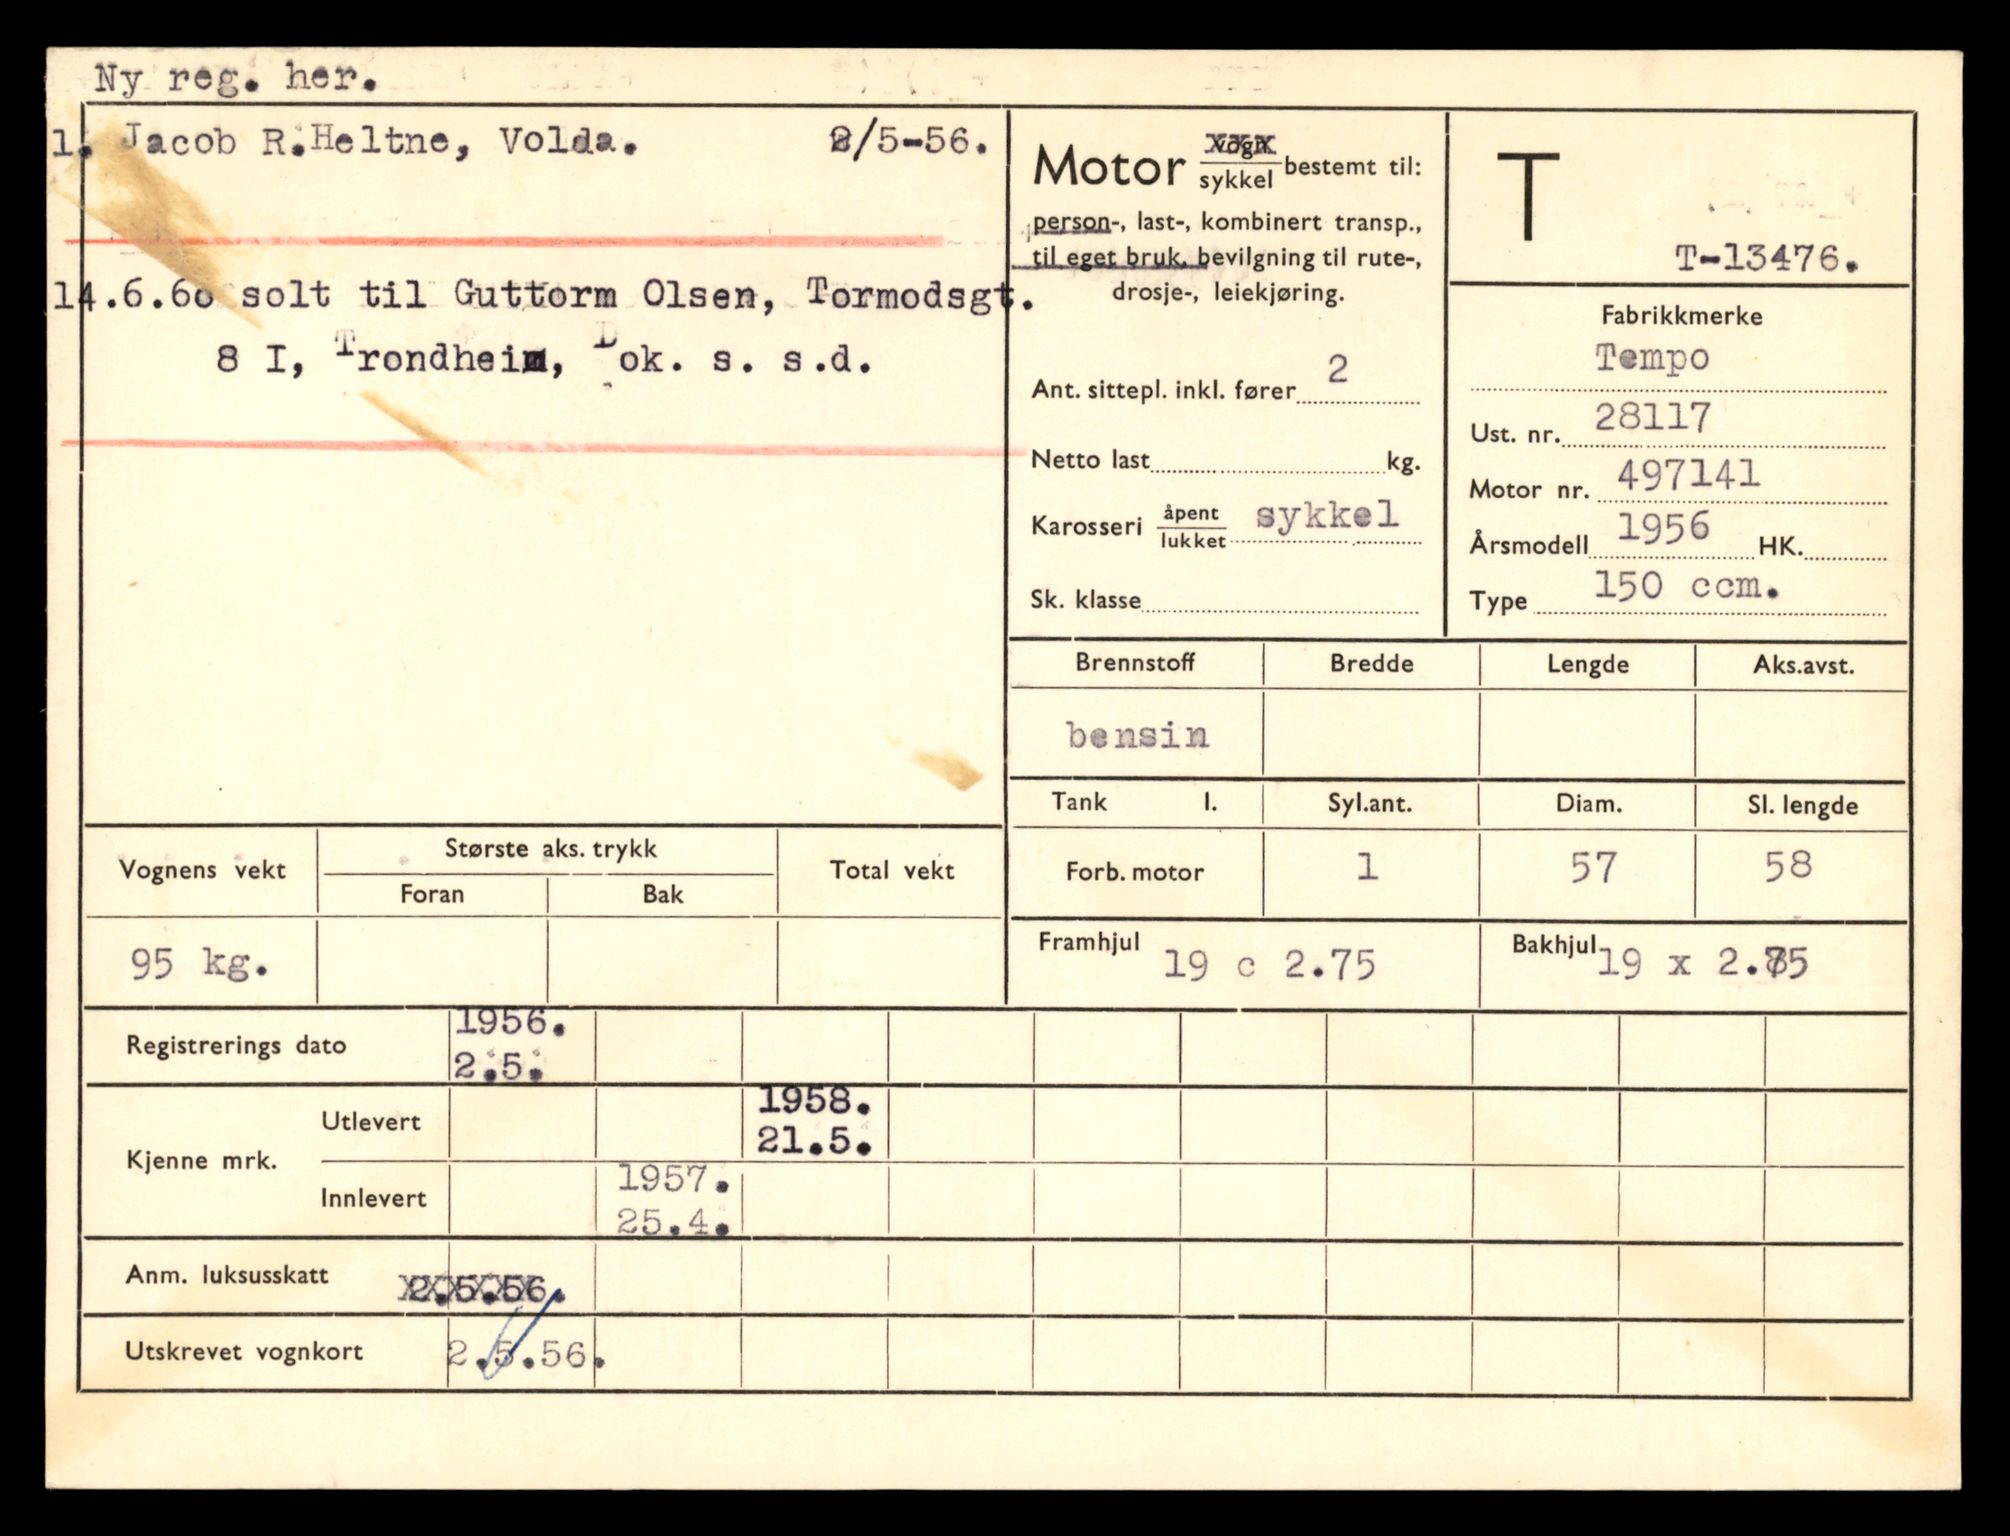 Ny reg. her.
1. Jacob R. Heltne, Volda. 2/5-56.
14.6.60 solt til Guttorm Olsen, Tormodsgt.
8 I, Trondheim, Dok. s. s.d.
Motor vogn/sykkel bestemt til:
person-, last-, kombinert transp.,
til eget bruk, bevilgning til rute-,
drosje-, leiekjøring.
Ant. sittepl. inkl. fører 2
Netto last kg.
Karosseri åpent/lukket sykkel
Sk. klasse
T
T-13476.
Fabrikkmerke
Tempo
Ust. nr. 28117
Motor nr. 497141
Årsmodell 1956 HK.
Type 150 ccm.
Brennstoff Bredde Lengde Aks.avst.
bensin
Tank l. Syl.ant. Diam. Sl. lengde
Forb. motor 1 57 58
Framhjul 19 c 2.75 Bakhjul 19 x 2.75
Vognens vekt Største aks. trykk Total vekt
Foran Bak
95 kg.
Registrerings dato 1956.
2.5.
Kjenne mrk. Utlevert 1958.
21.5.
Innlevert 1957.
25.4.
Anm. luksusskatt 2.5.56.
Utskrevet vognkort 2.5.56.